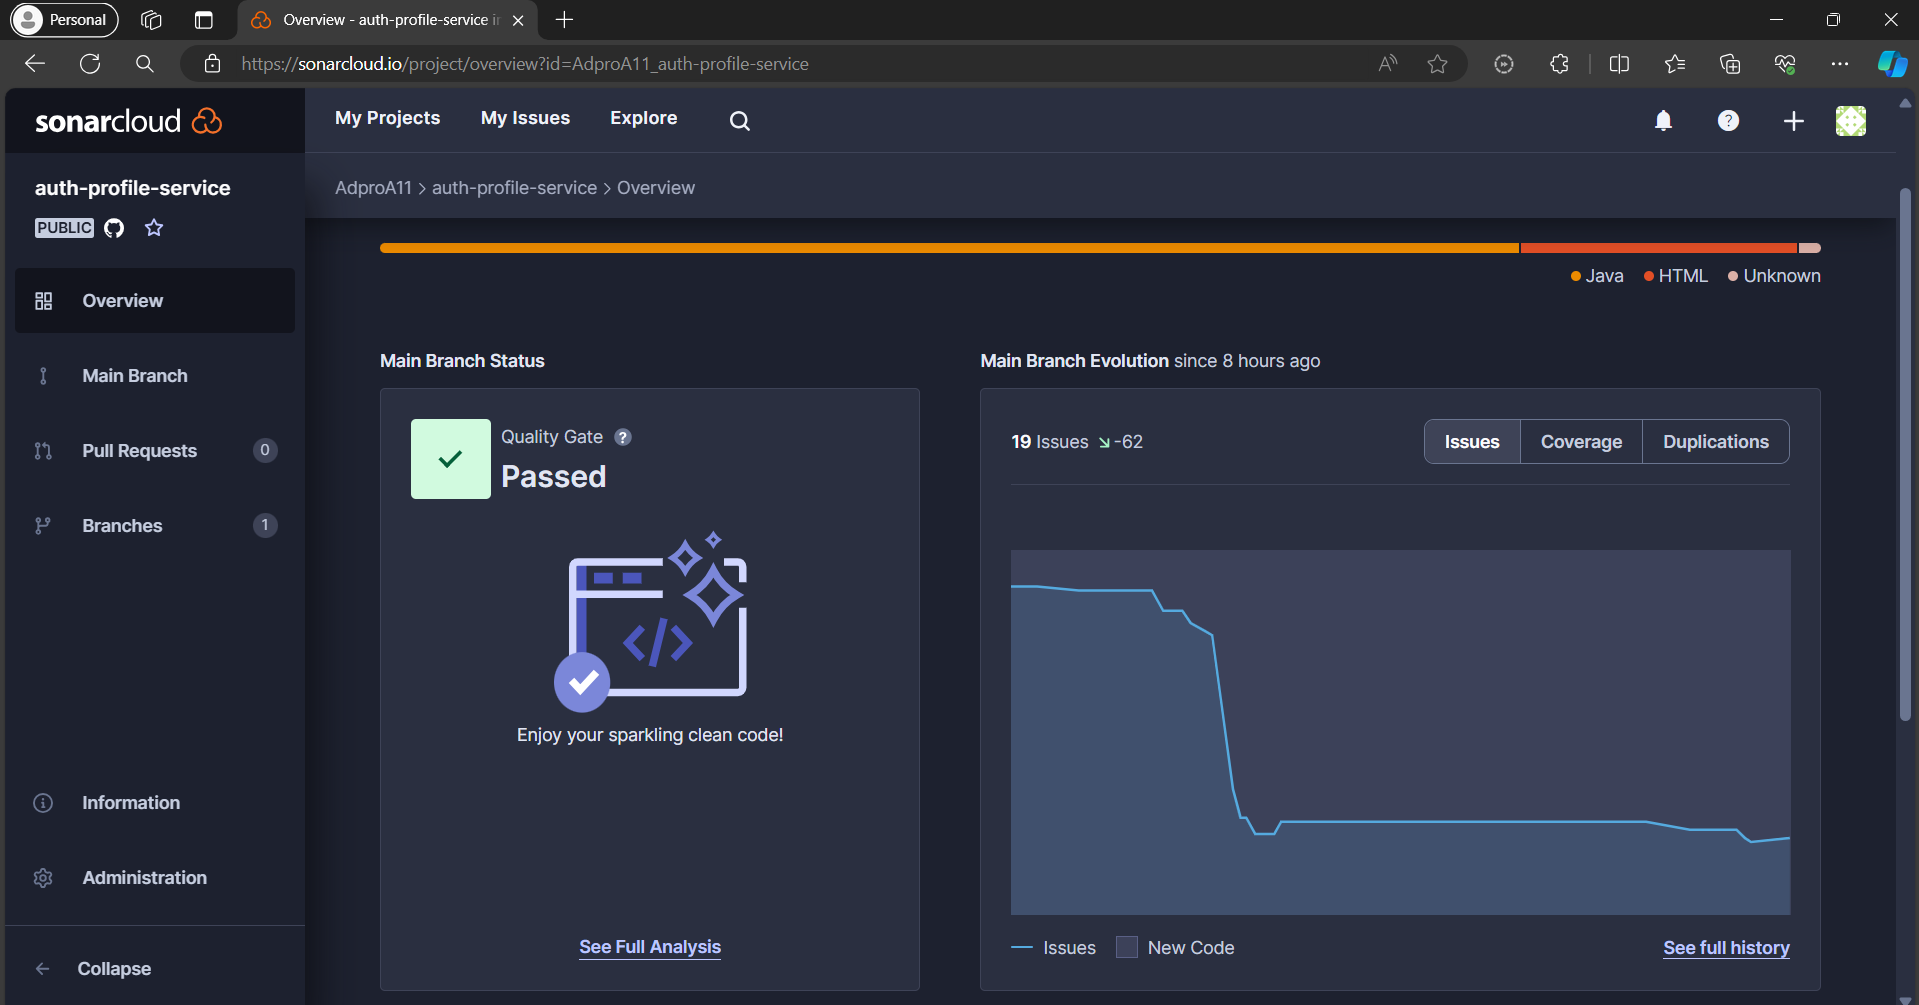 Personal
Overview - auth-profile-service in
https://sonarcloud.io/project/overview?id=AdproA11_auth-profile-service
sonarcloud
My Projects
My Issues
Explore
auth-profile-service
PUBLIC
AdproA11 > auth-profile-service > Overview
Overview
Main Branch
Pull Requests 0
Branches 1
Information
Administration
Collapse
Java HTML Unknown
Main Branch Status
Quality Gate ?
Passed
</>
Enjoy your sparkling clean code!
See Full Analysis
Main Branch Evolution since 8 hours ago
19 Issues -62
Issues Coverage Duplications
Issues New Code
See full history